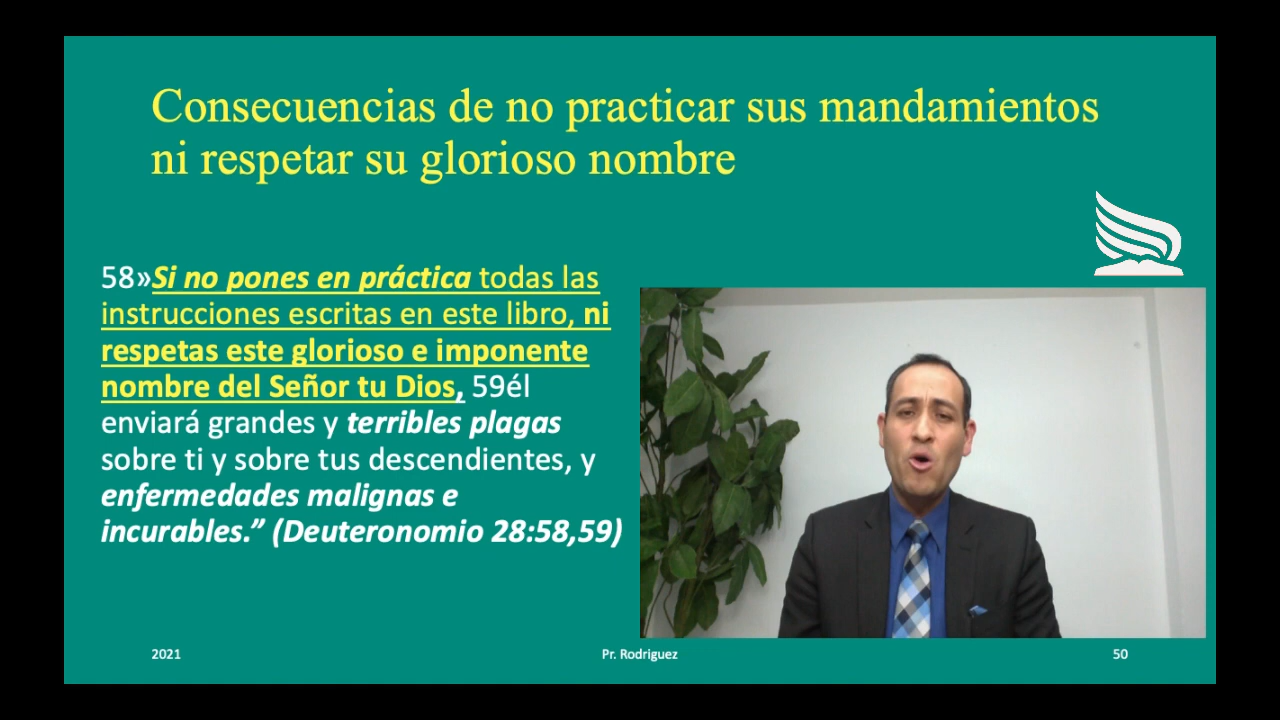 Consecuencias de no practicar sus mandamientos
ni respetar su glorioso nombre
58»Si no pones en práctica todas las
instrucciones escritas en este libro, ni
respetas este glorioso e imponente
nombre del Señor tu Dios, 59él
enviará grandes y terribles plagas
sobre ti y sobre tus descendientes, y
enfermedades malignas e
incurables.” (Deuteronomio 28:58,59)
2021
Pr. Rodriguez
50